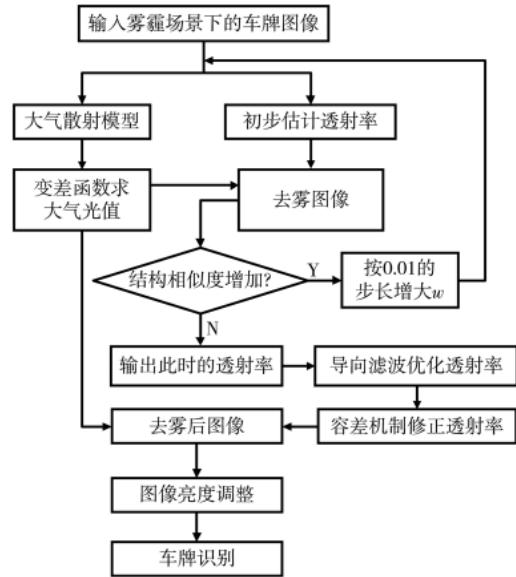 输入雾霾场景下的车牌图像
大气散射模型
初步估计透射率
变差函数求
大气光值
去雾图像
结构相似度增加?
Y
按0.01的
步长增大w
N
输出此时的透射率
导向滤波优化透射率
去雾后图像
容差机制修正透射率
图像亮度调整
车牌识别